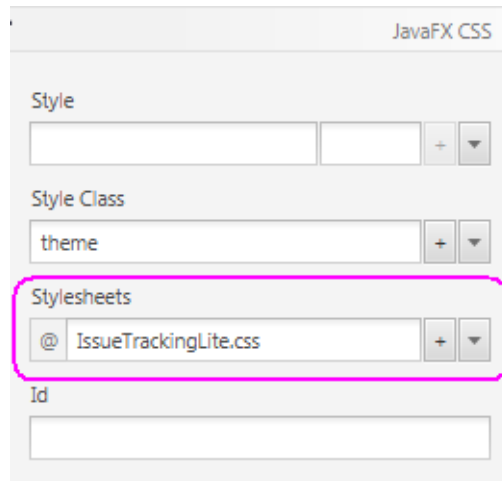 JavaFX CSS
Style
+
Style Class
theme +
Stylesheets
@ IssueTrackingLite.css +
Id